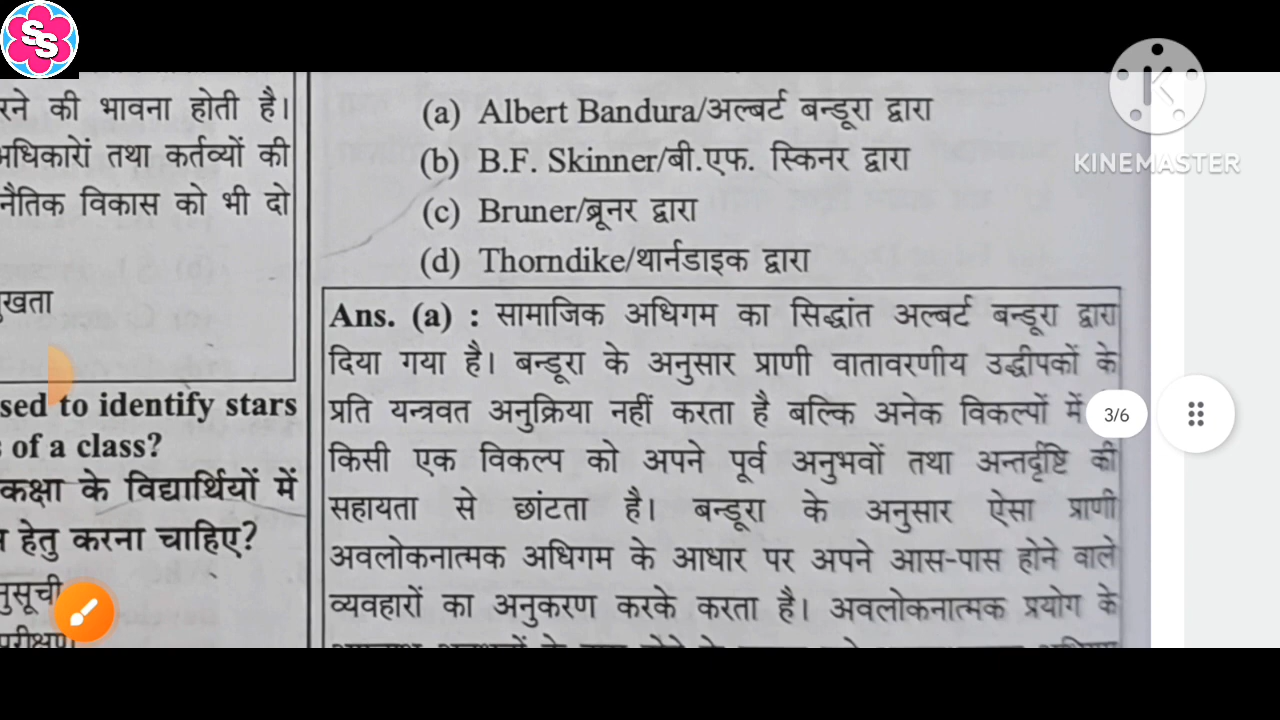 SS
KINEMASTER
रने की भावना होती है।
अधिकारों तथा कर्तव्यों की
नैतिक विकास को भी दो
sed to identify stars
of a class?
कक्षा के विद्यार्थियों में
हेतु करना चाहिए?
(a) Albert Bandura/अल्बर्ट बन्डूरा द्वारा
(b) B.F. Skinner/बी.एफ. स्किनर द्वारा
(c) Bruner/ब्रूनर द्वारा
(d) Thorndike/थार्नडाइक द्वारा
Ans. (a) : सामाजिक अधिगम का सिद्धांत अल्बर्ट बन्डूरा द्वारा
दिया गया है। बन्डूरा के अनुसार प्राणी वातावरणीय उद्धीपकों के
प्रति यन्त्रवत अनुक्रिया नहीं करता है बल्कि अनेक विकल्पों में
किसी एक विकल्प को अपने पूर्व अनुभवों तथा अन्तर्दृष्टि की
सहायता से छांटता है। बन्डूरा के अनुसार ऐसा प्राणी
अवलोकनात्मक अधिगम के आधार पर अपने आस-पास होने वाले
व्यवहारों का अनुकरण करके करता है। अवलोकनात्मक प्रयोग के
3/6